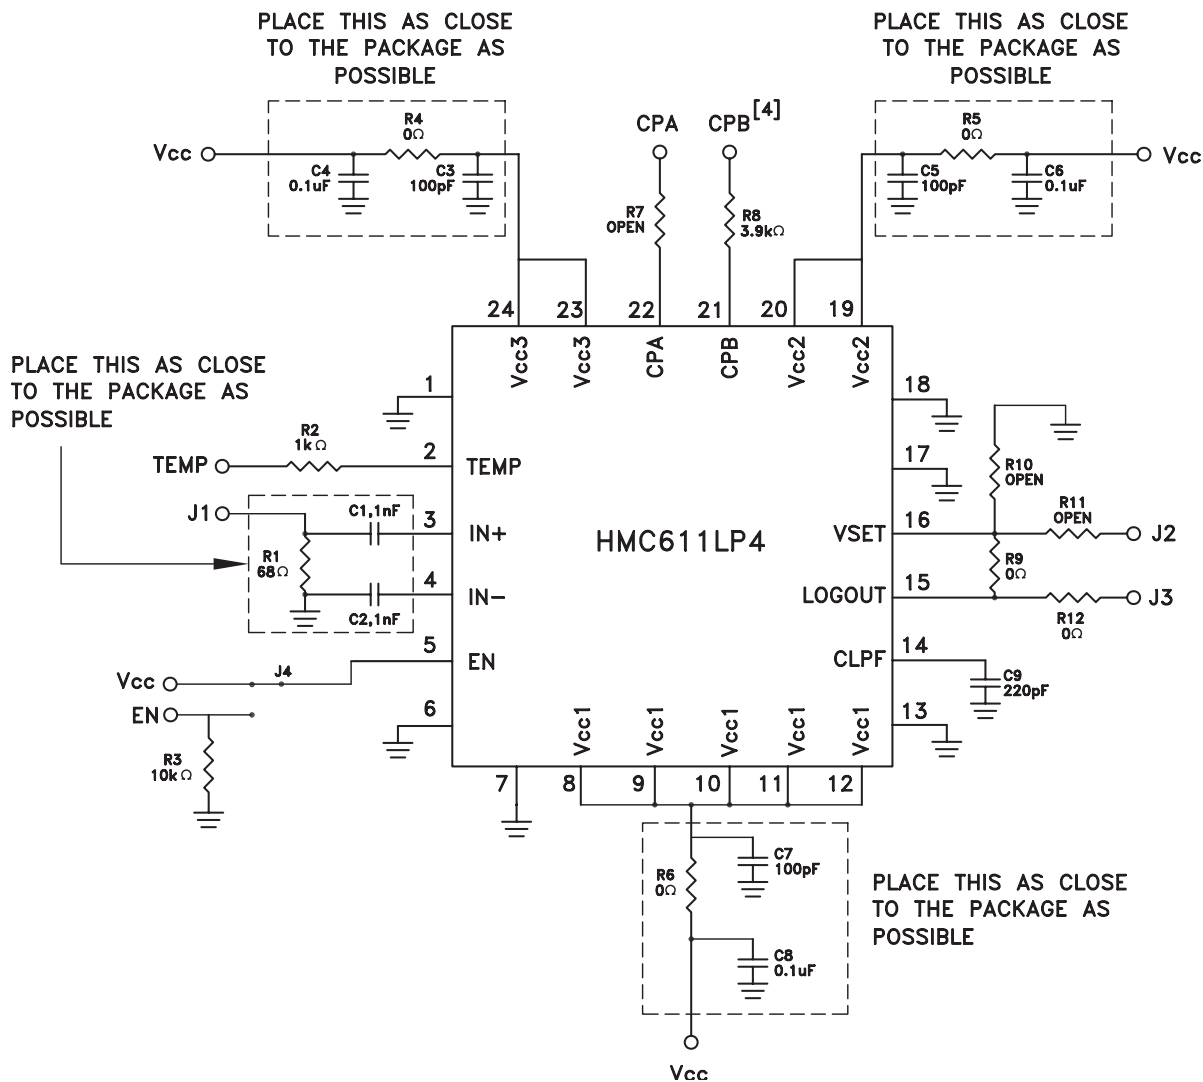 PLACE THIS AS CLOSE
TO THE PACKAGE AS
POSSIBLE
PLACE THIS AS CLOSE
TO THE PACKAGE AS
POSSIBLE
Vcc
R4
0Ω
C4
0.1uF
C3
100pF
CPA
CPB[4]
R7
OPEN
R8
3.9kΩ
R5
0Ω
C5
100pF
C6
0.1uF
Vcc
24
23
22
21
20
19
Vcc3
Vcc3
CPA
CPB
Vcc2
Vcc2
PLACE THIS AS CLOSE
TO THE PACKAGE AS
POSSIBLE
1
TEMP
R2
1kΩ
2
TEMP
J1
C1,1nF
3
IN+
R1
68Ω
C2,1nF
4
IN-
5
EN
Vcc
J4
EN
R3
10kΩ
6
HMC611LP4
18
17
R10
OPEN
VSET
16
R11
OPEN
J2
R9
0Ω
LOGOUT
15
R12
0Ω
J3
CLPF
14
C9
220pF
13
Vcc1
Vcc1
Vcc1
Vcc1
Vcc1
7
8
9
10
11
12
C7
100pF
R6
0Ω
C8
0.1uF
PLACE THIS AS CLOSE
TO THE PACKAGE AS
POSSIBLE
Vcc